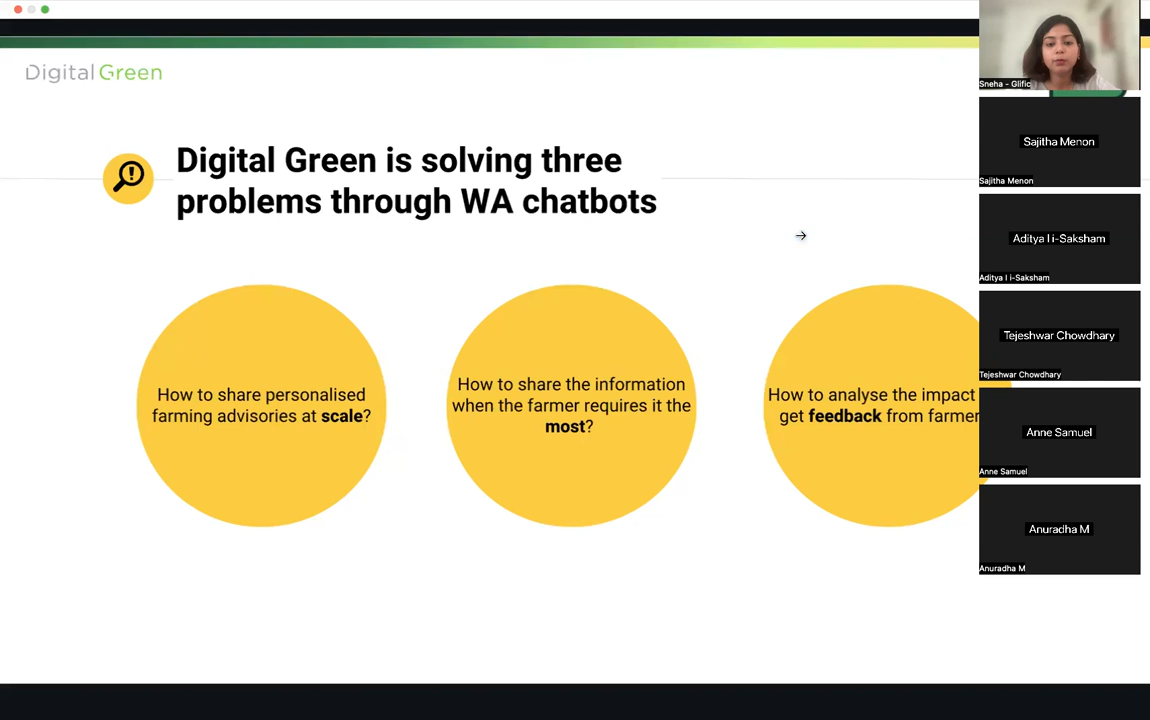 Digital Green
Digital Green is solving three
problems through WA chatbots
How to share personalised
farming advisories at scale?
How to share the information
when the farmer requires it the
most?
How to analyse the impact
get feedback from farmer
Sneha - Glific
Sajitha Menon
Sajitha Menon
Aditya I i-Saksham
Aditya I i-Saksham
Tejeshwar Chowdhary
Tejeshwar Chowdhary
Anne Samuel
Anne Samuel
Anuradha M
Anuradha M